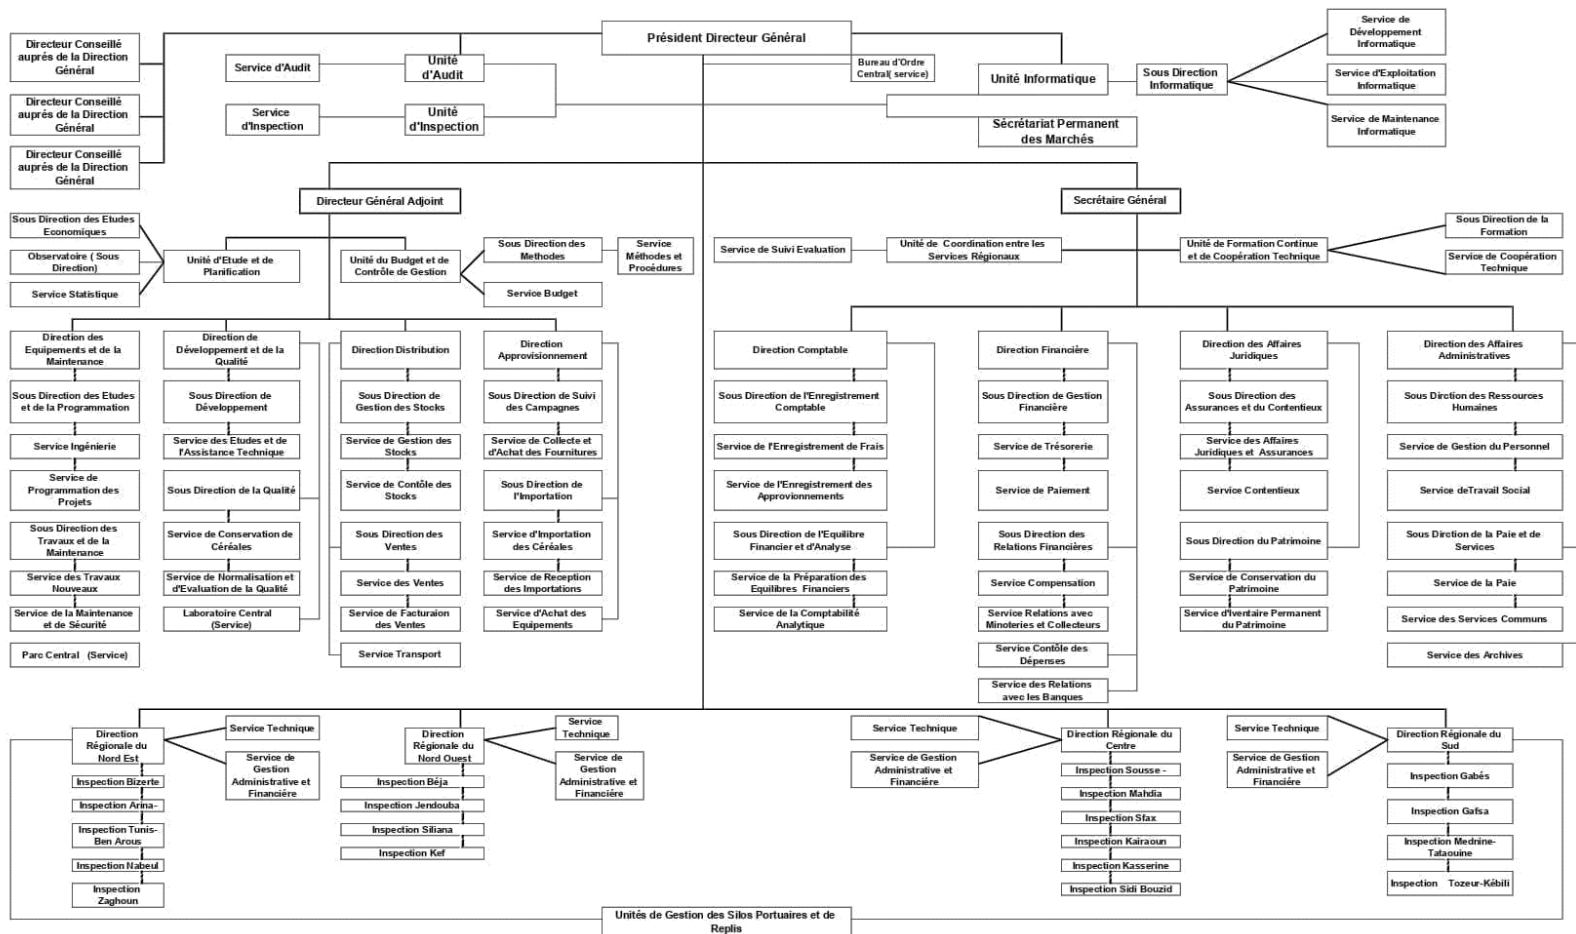 Président Directeur Général
Bureau d'Ordre
Central( service)
Directeur Conseillé
auprés de la Direction
Général
Directeur Conseillé
auprés de la Direction
Général
Directeur Conseillé
auprés de la Direction
Général
Service d'Audit
Unité
d'Audit
Service
d'Inspection
Unité
d'Inspection
Unité Informatique
Sous Direction
Informatique
Service de
Développement
Informatique
Service d'Exploitation
Informatique
Service de Maintenance
Informatique
Sécrétariat Permanent
des Marchés
Directeur Général Adjoint
Secrétaire Général
Sous Direction des Etudes
Economiques
Observatoire ( Sous
Direction)
Service Statistique
Unité d'Etude et de
Planification
Unité du Budget et de
Contrôle de Gestion
Sous Direction des
Methodes
Service
Méthodes et
Procédures
Service Budget
Service de Suivi Evaluation
Unité de Coordination entre les
Services Régionaux
Unité de Formation Continue
et de Coopération Technique
Sous Direction de la
Formation
Service de Coopération
Technique
Direction des
Equipements et de la
Maintenance
Sous Direction des Etudes
et de la Programmation
Service Ingénierie
Service de
Programmation des
Projets
Sous Direction des
Travaux et de la
Maintenance
Service des Travaux
Nouveaux
Service de la Maintenance
et de Sécurité
Parc Central (Service)
Direction de
Développement et de la
Qualité
Sous Direction de
Développement
Service des Etudes et de
l'Assistance Technique
Sous Direction de la Qualité
Service de Conservation de
Céreales
Service de Normalisation et
d'Evaluation de la Qualité
Laboratoire Central
(Service)
Direction Distribution
Sous Direction de
Gestion des Stocks
Service de Gestion des
Stocks
Service de Contôle des
Stocks
Sous Direction des
Ventes
Service des Ventes
Service de Facturaion
des Ventes
Service Transport
Direction
Approvisionnement
Sous Direction de Suivi
des Campagnes
Service de Collecte et
d'Achat des Fournitures
Sous Direction de
l'Importation
Service d'Importation
des Céreales
Service de Reception
des Importations
Service d'Achat des
Equipements
Direction Comptable
Sous Direction de l'Enregistrement
Comptable
Service de l'Enregistrement de Frais
Service de l'Enregistrement des
Approvionnements
Sous Direction de l'Equilibre
Financier et d'Analyse
Service de la Préparation des
Equilibres Financiers
Service de la Comptabilité
Analytique
Direction Financière
Sous Direction de Gestion
Financière
Service de Trésorerie
Service de Paiement
Sous Direction des
Relations Financières
Service Compensation
Service Relations avec
Minoteries et Collecteurs
Service Contôle des
Dépenses
Service des Relations
avec les Banques
Direction des Affaires
Juridiques
Sous Direction des
Assurances et du Contentieux
Service des Affaires
Juridiques et Assurances
Service Contentieux
Sous Direction du Patrimoine
Service de Conservation du
Patrimoine
Service d'Iventaire Permanent
du Patrimoine
Direction des Affaires
Administratives
Sous Dirction des Ressources
Humaines
Service de Gestion du Personnel
Service deTravail Social
Sous Dirction de la Paie et de
Services
Service de la Paie
Service des Services Communs
Service des Archives
Direction
Régionale du
Nord Est
Service Technique
Service de
Gestion
Administrative et
Financiére
Inspection Bizerte
Inspection Arina-
Inspection Tunis-
Ben Arous
Inspection Nabeul
Inspection
Zaghoun
Direction
Régionale du
Nord Ouest
Service
Technique
Service de
Gestion
Administrative et
Financiére
Inspection Béja
Inspection Jendouba
Inspection Siliana
Inspection Kef
Service Technique
Service de Gestion
Administrative et
Financiére
Direction Régionale du
Centre
Inspection Sousse -
Inspection Mahdia
Inspection Sfax
Inspection Kairaoun
Inspection Kasserine
Inspection Sidi Bouzid
Service Technique
Service de Gestion
Administrative et
Financiére
Direction Régionale du
Sud
Inspection Gabés
Inspection Gafsa
Inspection Mednine-
Tataouine
Inspection Tozeur-Kébili
Unités de Gestion des Silos Portuaires et de
Replis